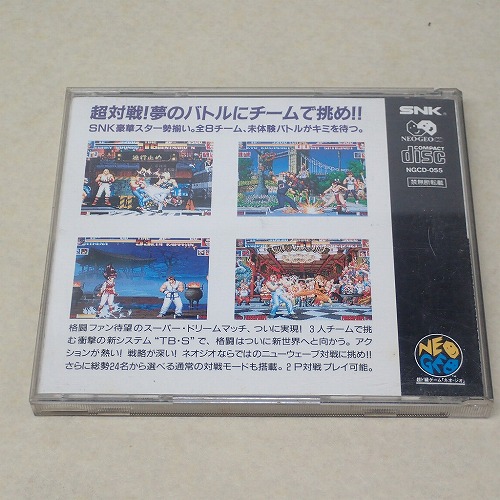 超対戦!夢のバトルにチームで挑め!!
SNK豪華スター勢揃い。全8チーム、未体験バトルがキミを待つ。
格闘ファン待望のスーパー・ドリームマッチ、ついに実現! 3人チームで挑
む衝撃の新システム "TB・S" で、格闘はついに新世界へと向かう。アク
ションが熱い! 戦略が深い! ネオジオならではのニューウェーブ対戦に挑め!!
さらに総勢24名から選べる通常の対戦モードも搭載。2P対戦プレイ可能。
SNK®
NEO・GEO
COMPACT
disc
NGCD-055
禁無断転載
NEO
GEO